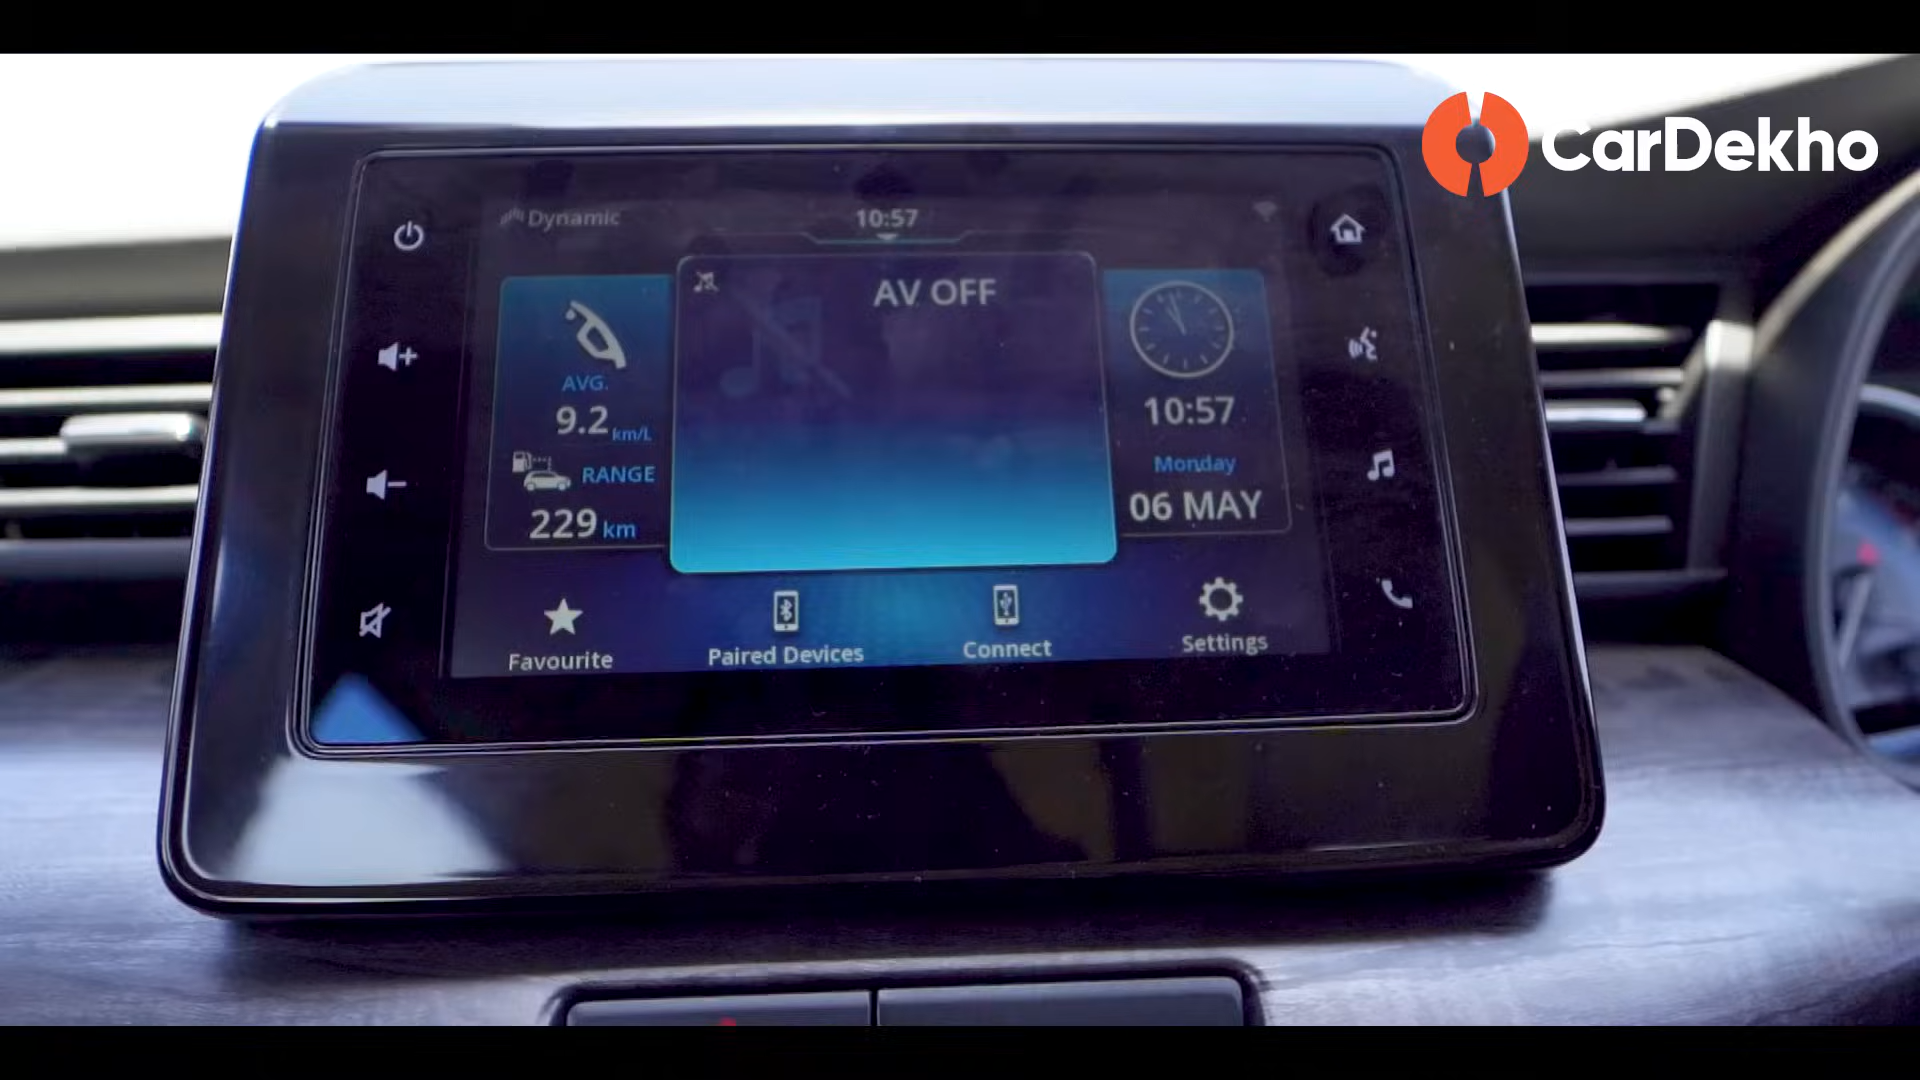 CarDekho
Dynamic
10:57
AV OFF
AVG.
9.2 km/L
RANGE
229 km
10:57
Monday
06 MAY
Favourite
Paired Devices
Connect
Settings